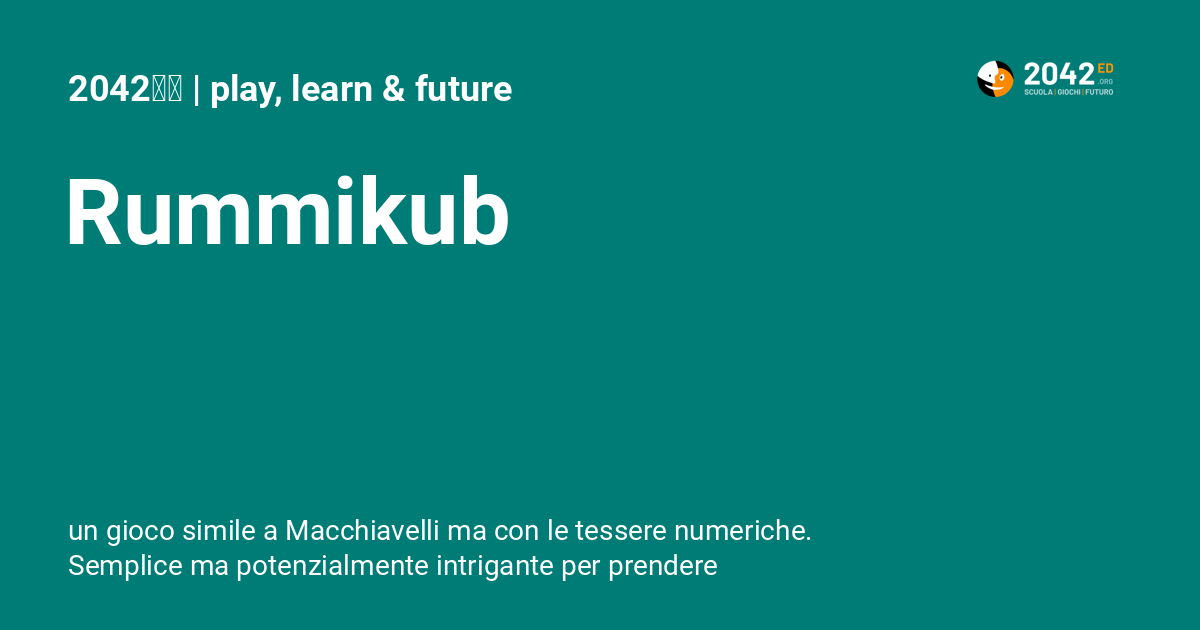 2042 | play, learn & future
2042 ED
.ORG
SCUOLA | GIOCHI | FUTURO
Rummikub
un gioco simile a Macchiavelli ma con le tessere numeriche.
Semplice ma potenzialmente intrigante per prendere